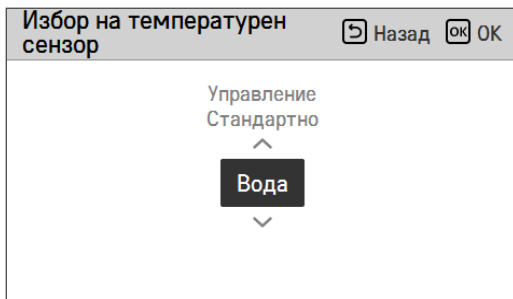 Избор на температурен
сензор
Назад OK OK
Управление
Стандартно
Вода